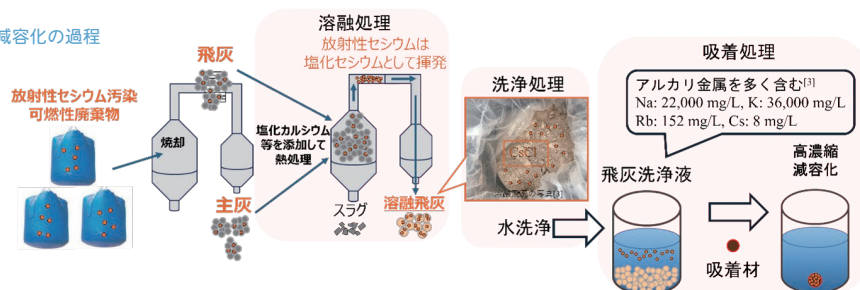 減容化の過程
放射性セシウム汚染
可燃性廃棄物
飛灰
焼却
主灰
溶融処理
放射性セシウムは
塩化セシウムとして揮発
塩化カルシウム
等を添加して
熱処理
スラグ
溶融飛灰
洗浄処理
CsCl
水洗浄
吸着処理
アルカリ金属を多く含む[3]
Na: 22,000 mg/L, K: 36,000 mg/L
Rb: 152 mg/L, Cs: 8 mg/L
飛灰洗浄液
吸着材
高濃縮
減容化